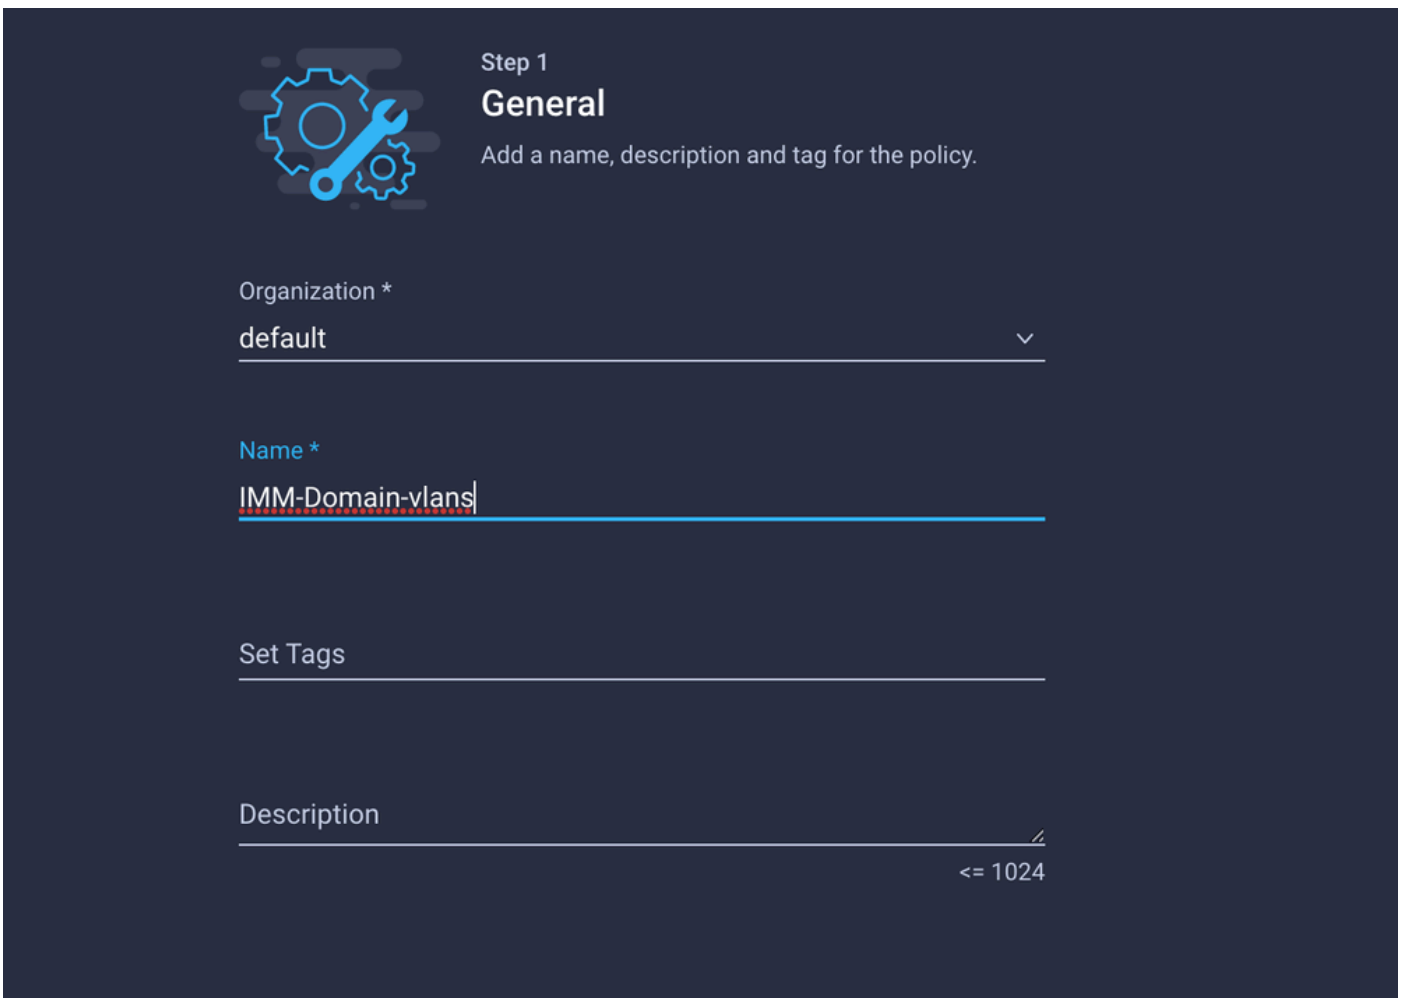 Step 1
General
Add a name, description and tag for the policy.
Organization *
default
Name *
IMM-Domain-vlans
Set Tags
Description
<= 1024